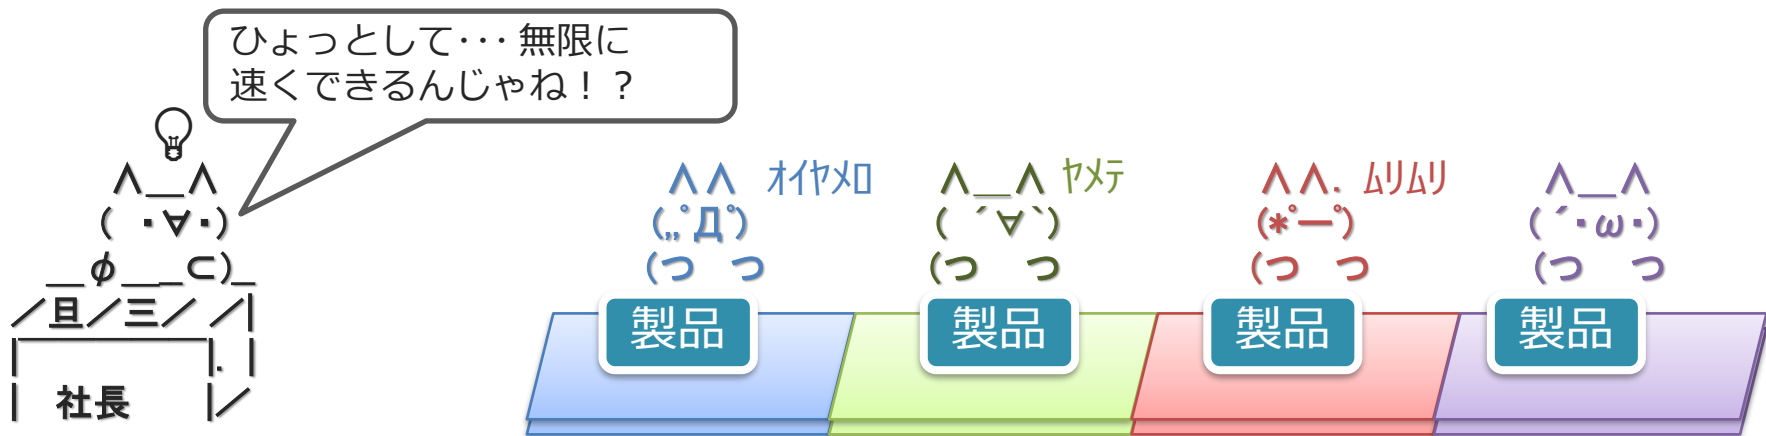 ひょっとして･･･ 無限に
速くできるんじゃね！？
ｵｲﾔﾒﾛ
ﾔﾒﾃ
ﾑﾘﾑﾘ
製品
製品
製品
製品
社長